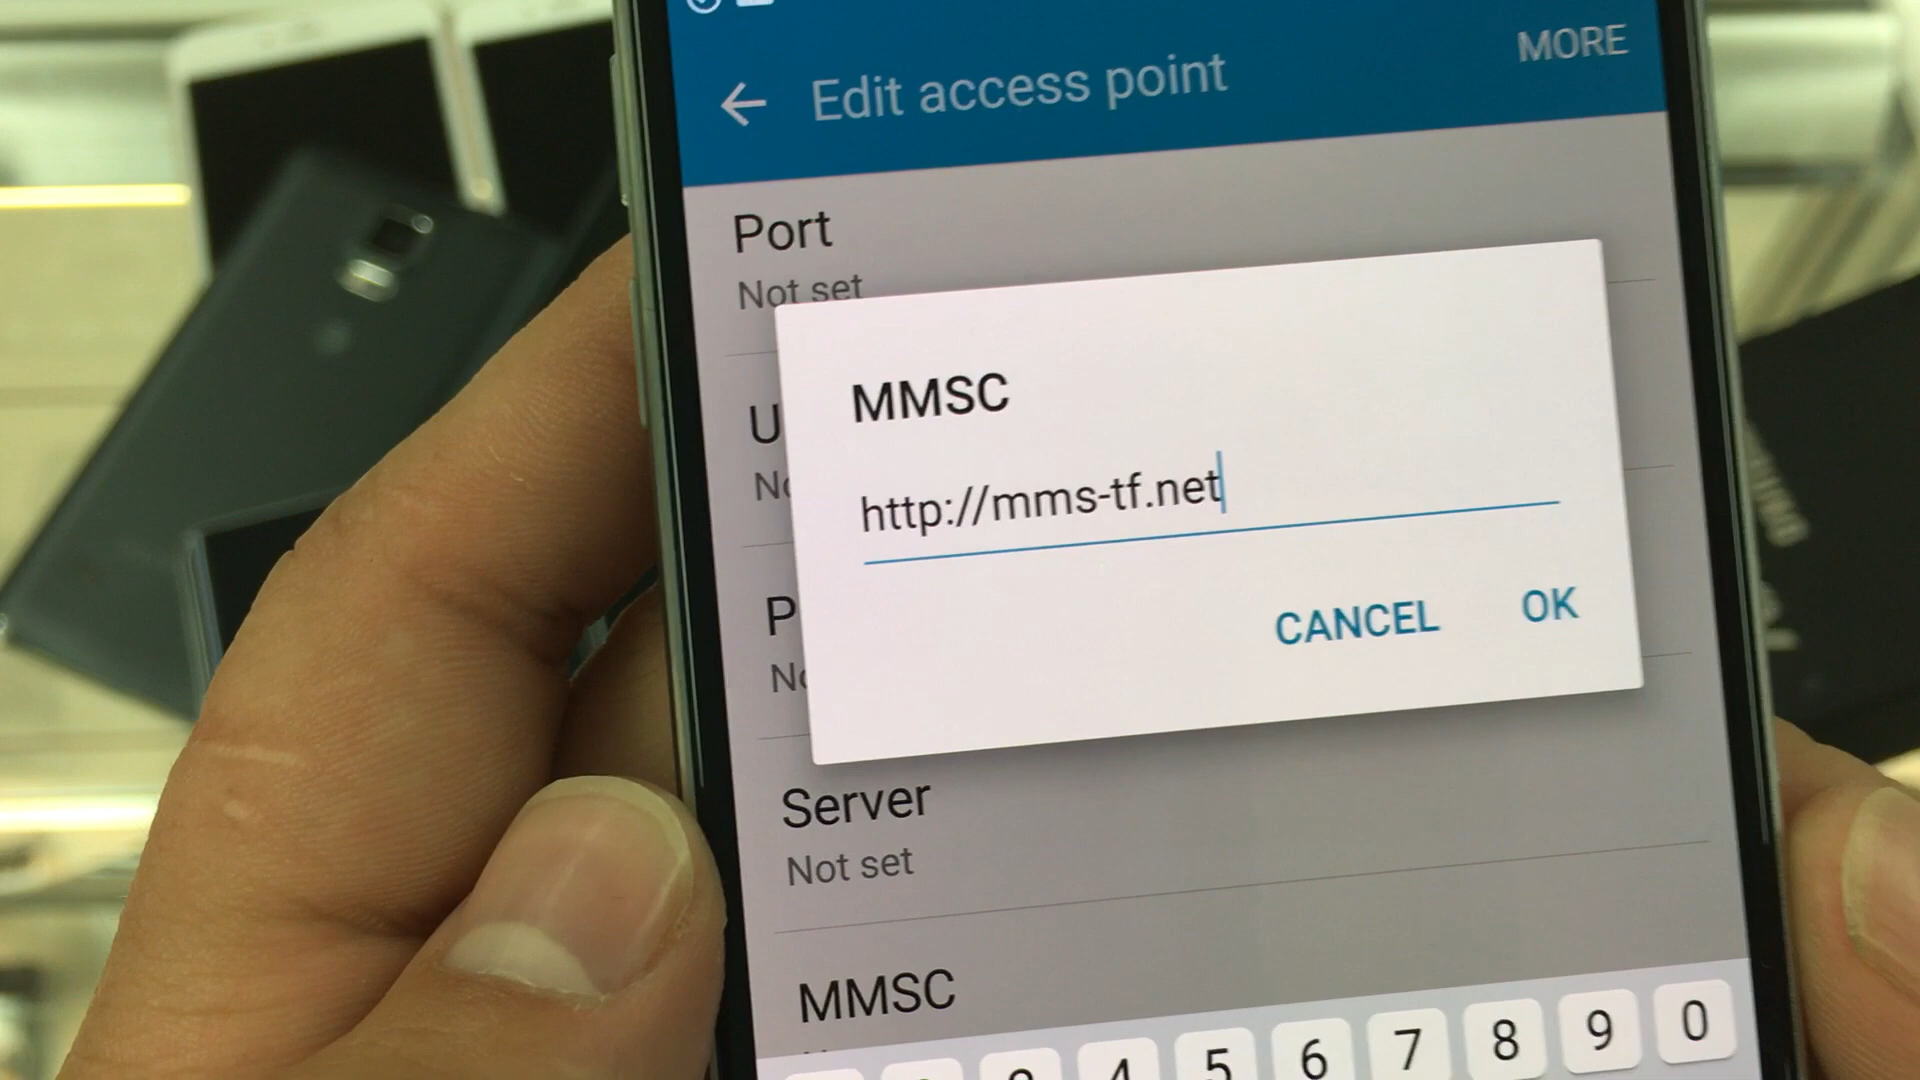 Edit access point
MORE
Port
Not set
MMSC
http://mms-tf.net
CANCEL
OK
Server
Not set
MMSC
4 5 6 7 8 9 0